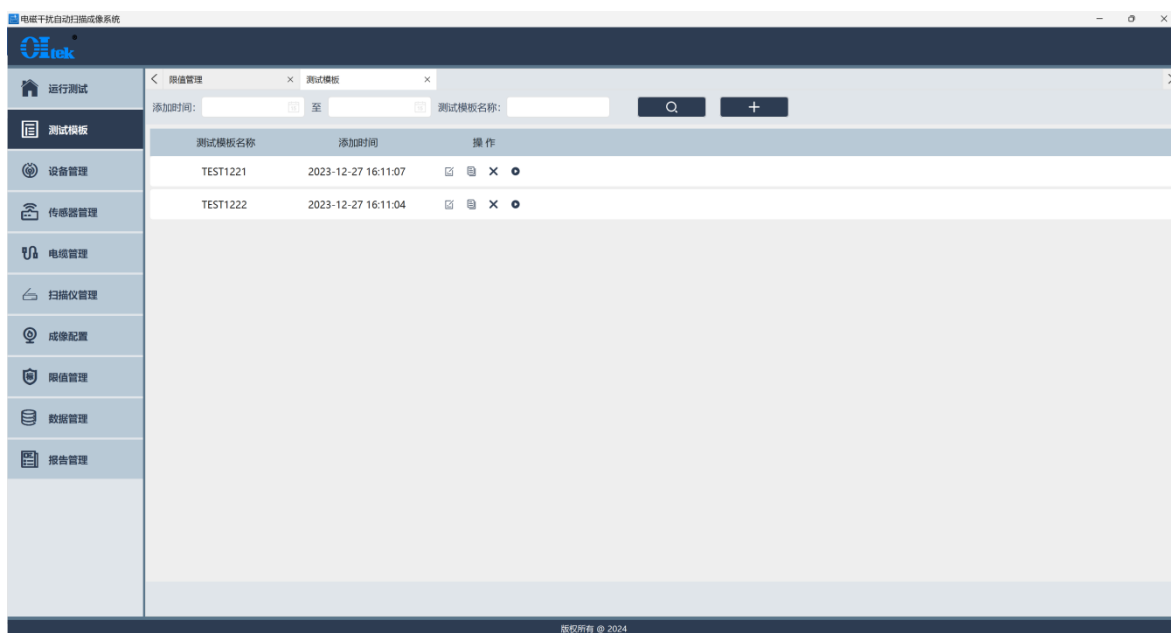 电磁干扰自动扫描成像系统
OItek
运行测试
测试模板
设备管理
传感器管理
电缆管理
扫描仪管理
成像配置
限值管理
数据管理
报告管理
限值管理 测试模板
添加时间: 至 测试模板名称:
测试模板名称 添加时间 操作
TEST1221 2023-12-27 16:11:07
TEST1222 2023-12-27 16:11:04
版权所有 @ 2024